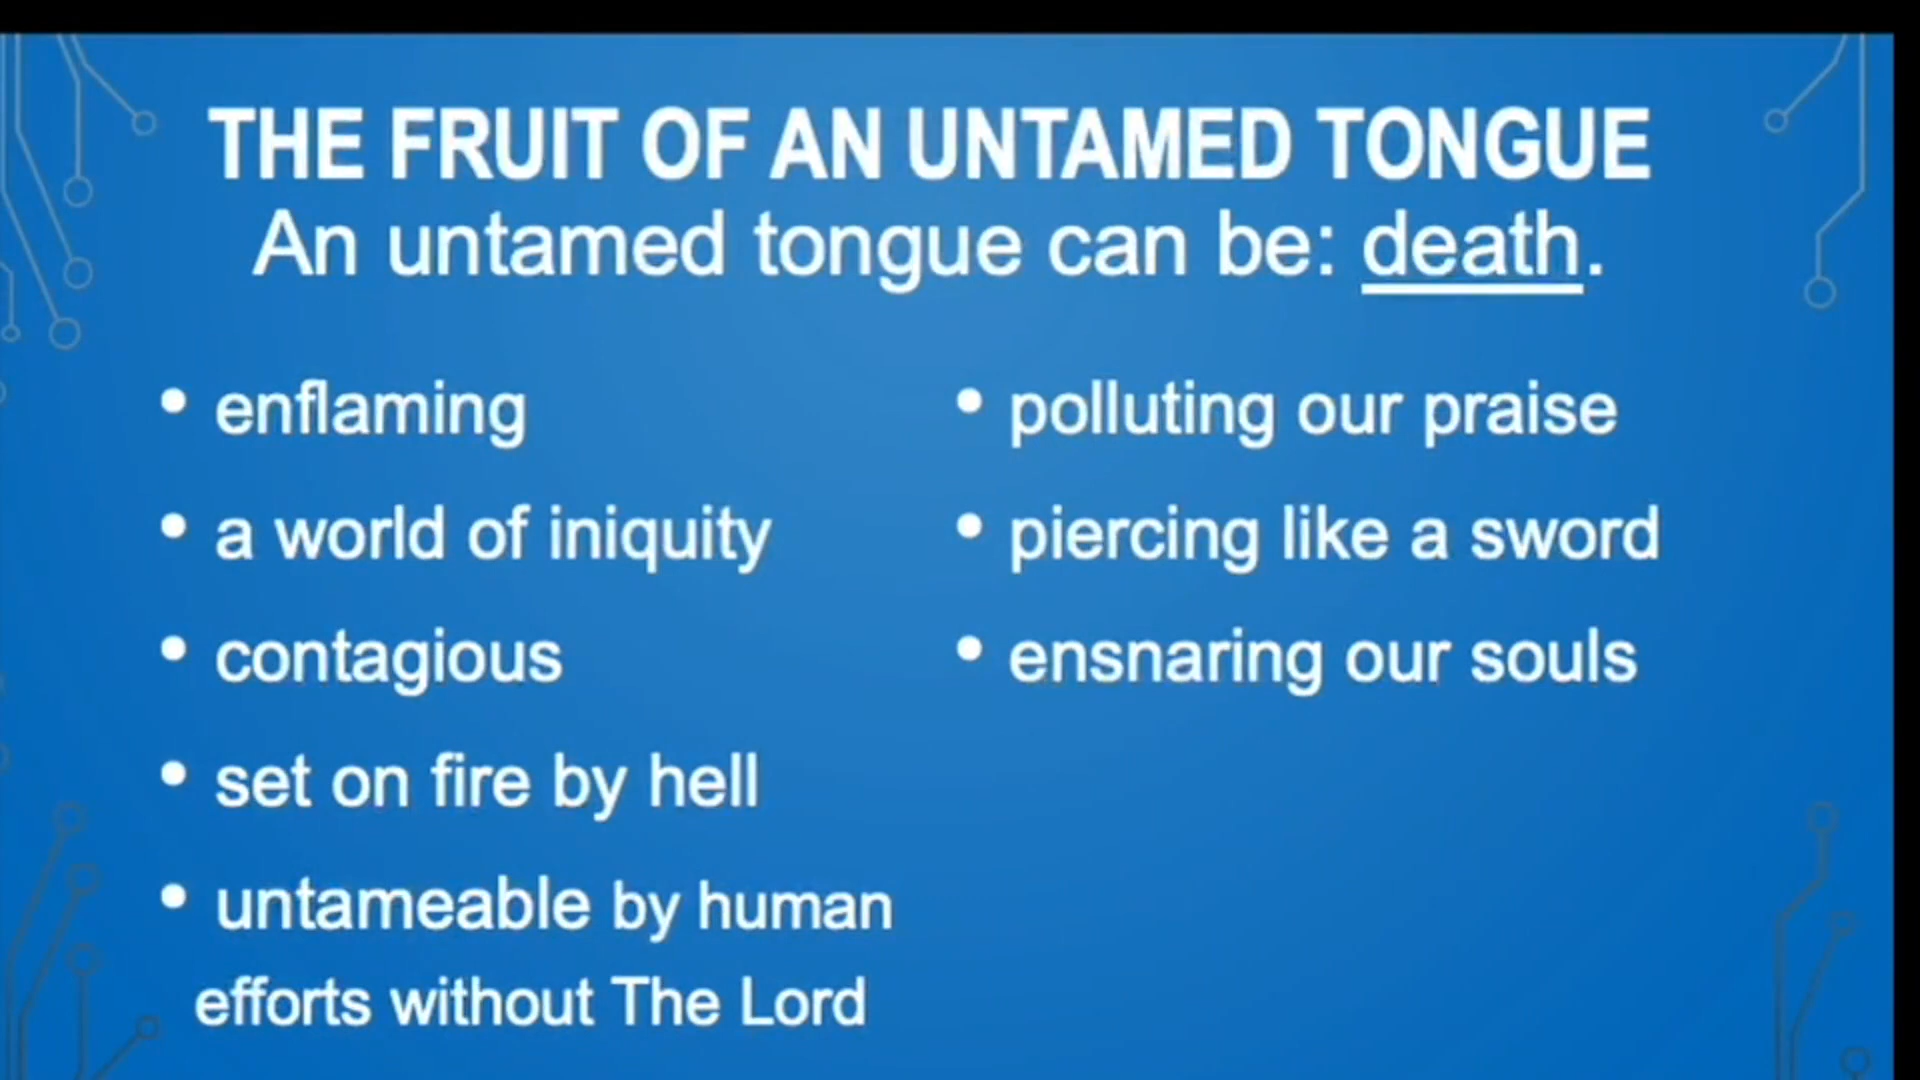 THE FRUIT OF AN UNTAMED TONGUE
An untamed tongue can be: death.
• enflaming
• a world of iniquity
• contagious
• set on fire by hell
• untameable by human
efforts without The Lord
• polluting our praise
• piercing like a sword
• ensnaring our souls